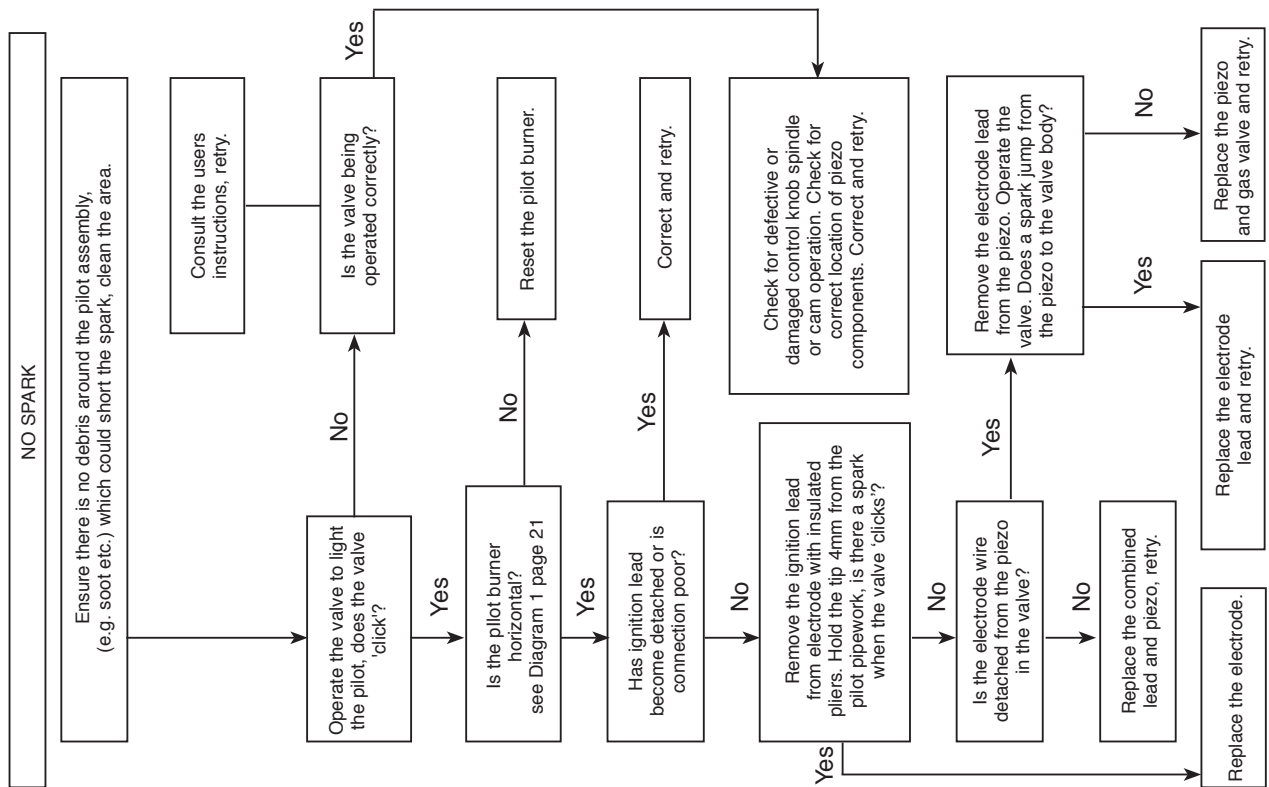 NO SPARK
Ensure there is no debris around the pilot assembly,
(e.g. soot etc.) which could short the spark, clean the area.
Consult the users
instructions, retry.
Operate the valve to light
the pilot, does the valve
'click'?
No
Is the valve being
operated correctly?
Yes
Yes
Is the pilot burner
horizontal?
see Diagram 1 page 21
No
Reset the pilot burner.
Yes
Has ignition lead
become detached or is
connection poor?
Yes
Correct and retry.
No
Check for defective or
damaged control knob spindle
or cam operation. Check for
correct location of piezo
components. Correct and retry.
Remove the ignition lead
from electrode with insulated
pliers. Hold the tip 4mm from the
pilot pipework, is there a spark
when the valve 'clicks'?
Yes
No
Is the electrode wire
detached from the piezo
in the valve?
Yes
Remove the electrode lead
from the piezo. Operate the
valve. Does a spark jump from
the piezo to the valve body?
No
Replace the combined
lead and piezo, retry.
Yes
No
Replace the electrode.
Replace the electrode
lead and retry.
Replace the piezo
and gas valve and retry.